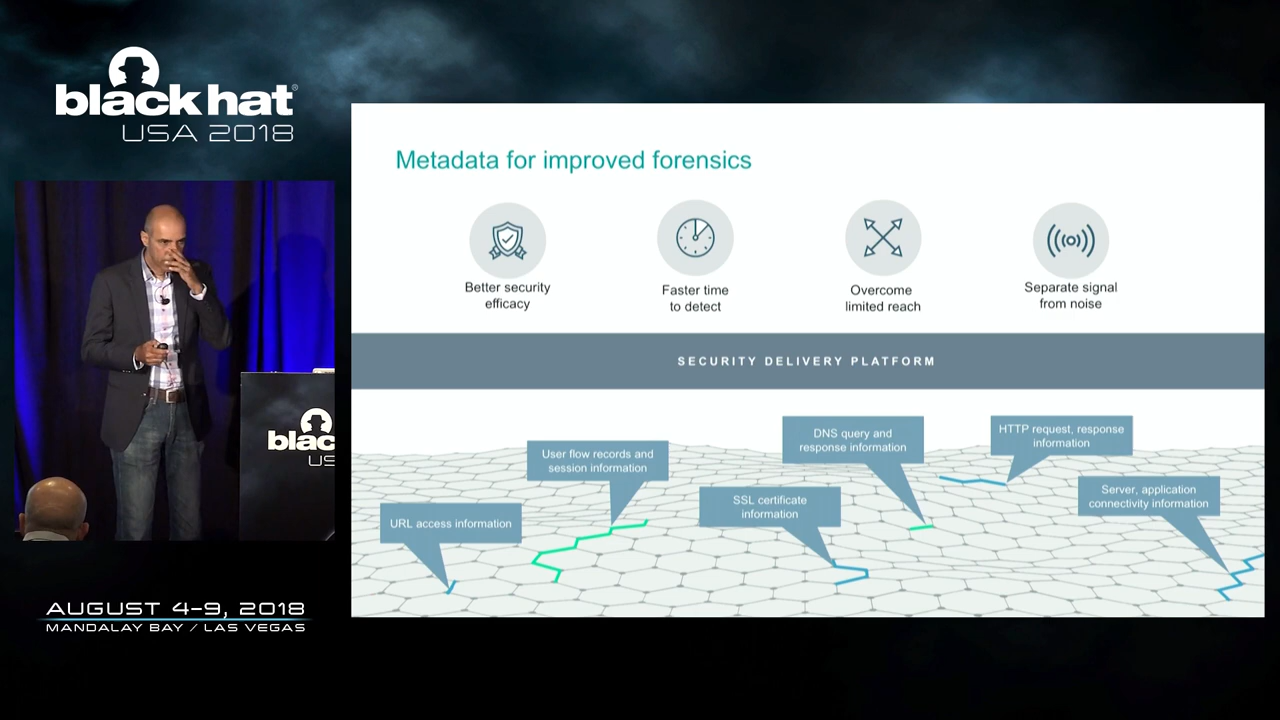 black hat®
USA 2018
Metadata for improved forensics
Better security
efficacy
Faster time
to detect
Overcome
limited reach
Separate signal
from noise
SECURITY DELIVERY PLATFORM
DNS query and
response information
HTTP request, response
information
User flow records and
session information
SSL certificate
information
Server, application
connectivity information
URL access information
blac
US
AUGUST 4-9, 2018
MANDALAY BAY / LAS VEGAS